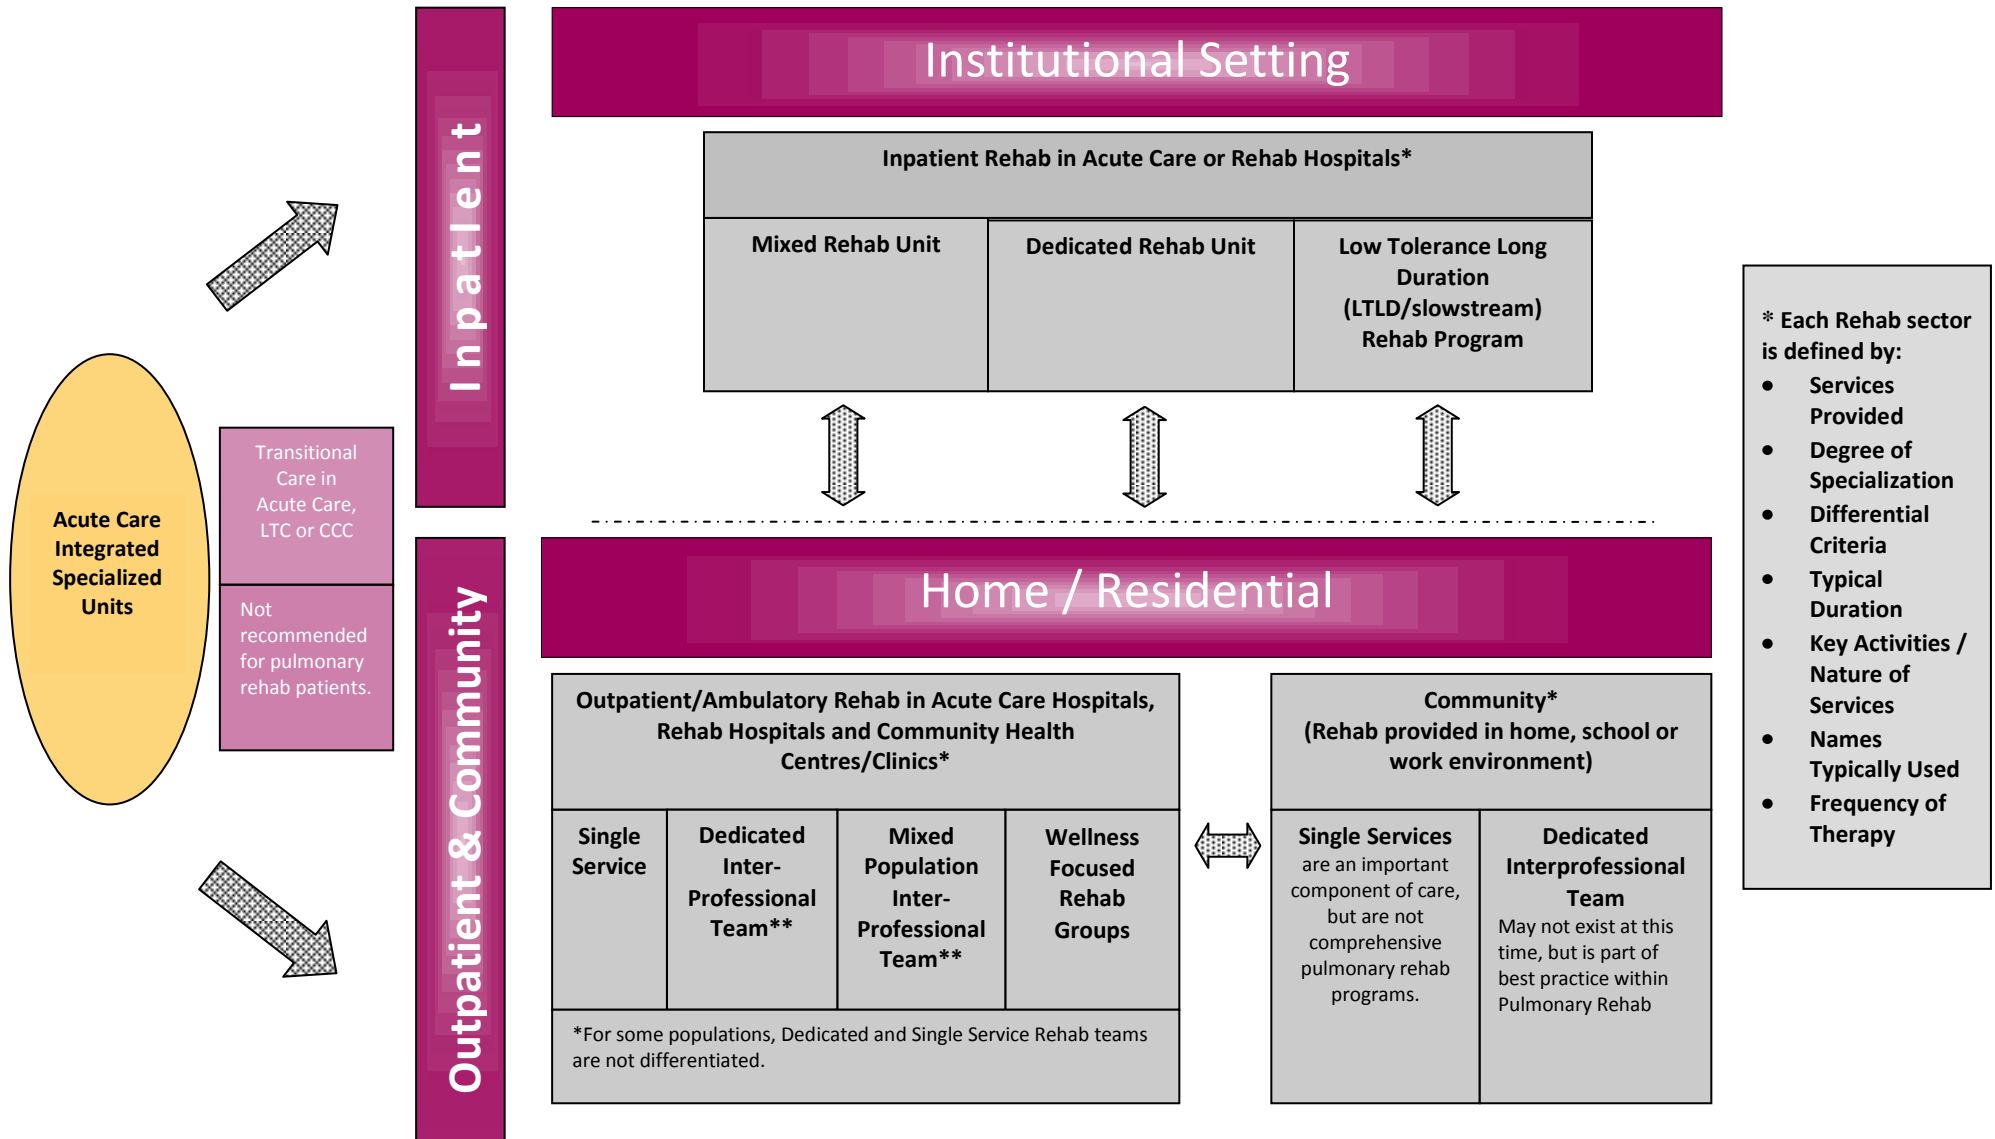 Institutional Setting
Inpatient
Inpatient Rehab in Acute Care or Rehab Hospitals*
Mixed Rehab Unit
Dedicated Rehab Unit
Low Tolerance Long
Duration
(LTLD/slowstream)
Rehab Program
Acute Care
Integrated
Specialized
Units
Transitional
Care in
Acute Care,
LTC or CCC
Not
recommended
for pulmonary
rehab patients.
Outpatient & Community
Home / Residential
Outpatient/Ambulatory Rehab in Acute Care Hospitals,
Rehab Hospitals and Community Health
Centres/Clinics*
Single
Service
Dedicated
Inter-
Professional
Team**
Mixed
Population
Inter-
Professional
Team**
Wellness
Focused
Rehab
Groups
*For some populations, Dedicated and Single Service Rehab teams
are not differentiated.
Community*
(Rehab provided in home, school or
work environment)
Single Services
are an important
component of care,
but are not
comprehensive
pulmonary rehab
programs.
Dedicated
Interprofessional
Team
May not exist at this
time, but is part of
best practice within
Pulmonary Rehab
* Each Rehab sector
is defined by:
• Services
Provided
• Degree of
Specialization
• Differential
Criteria
• Typical
Duration
• Key Activities /
Nature of
Services
• Names
Typically Used
• Frequency of
Therapy